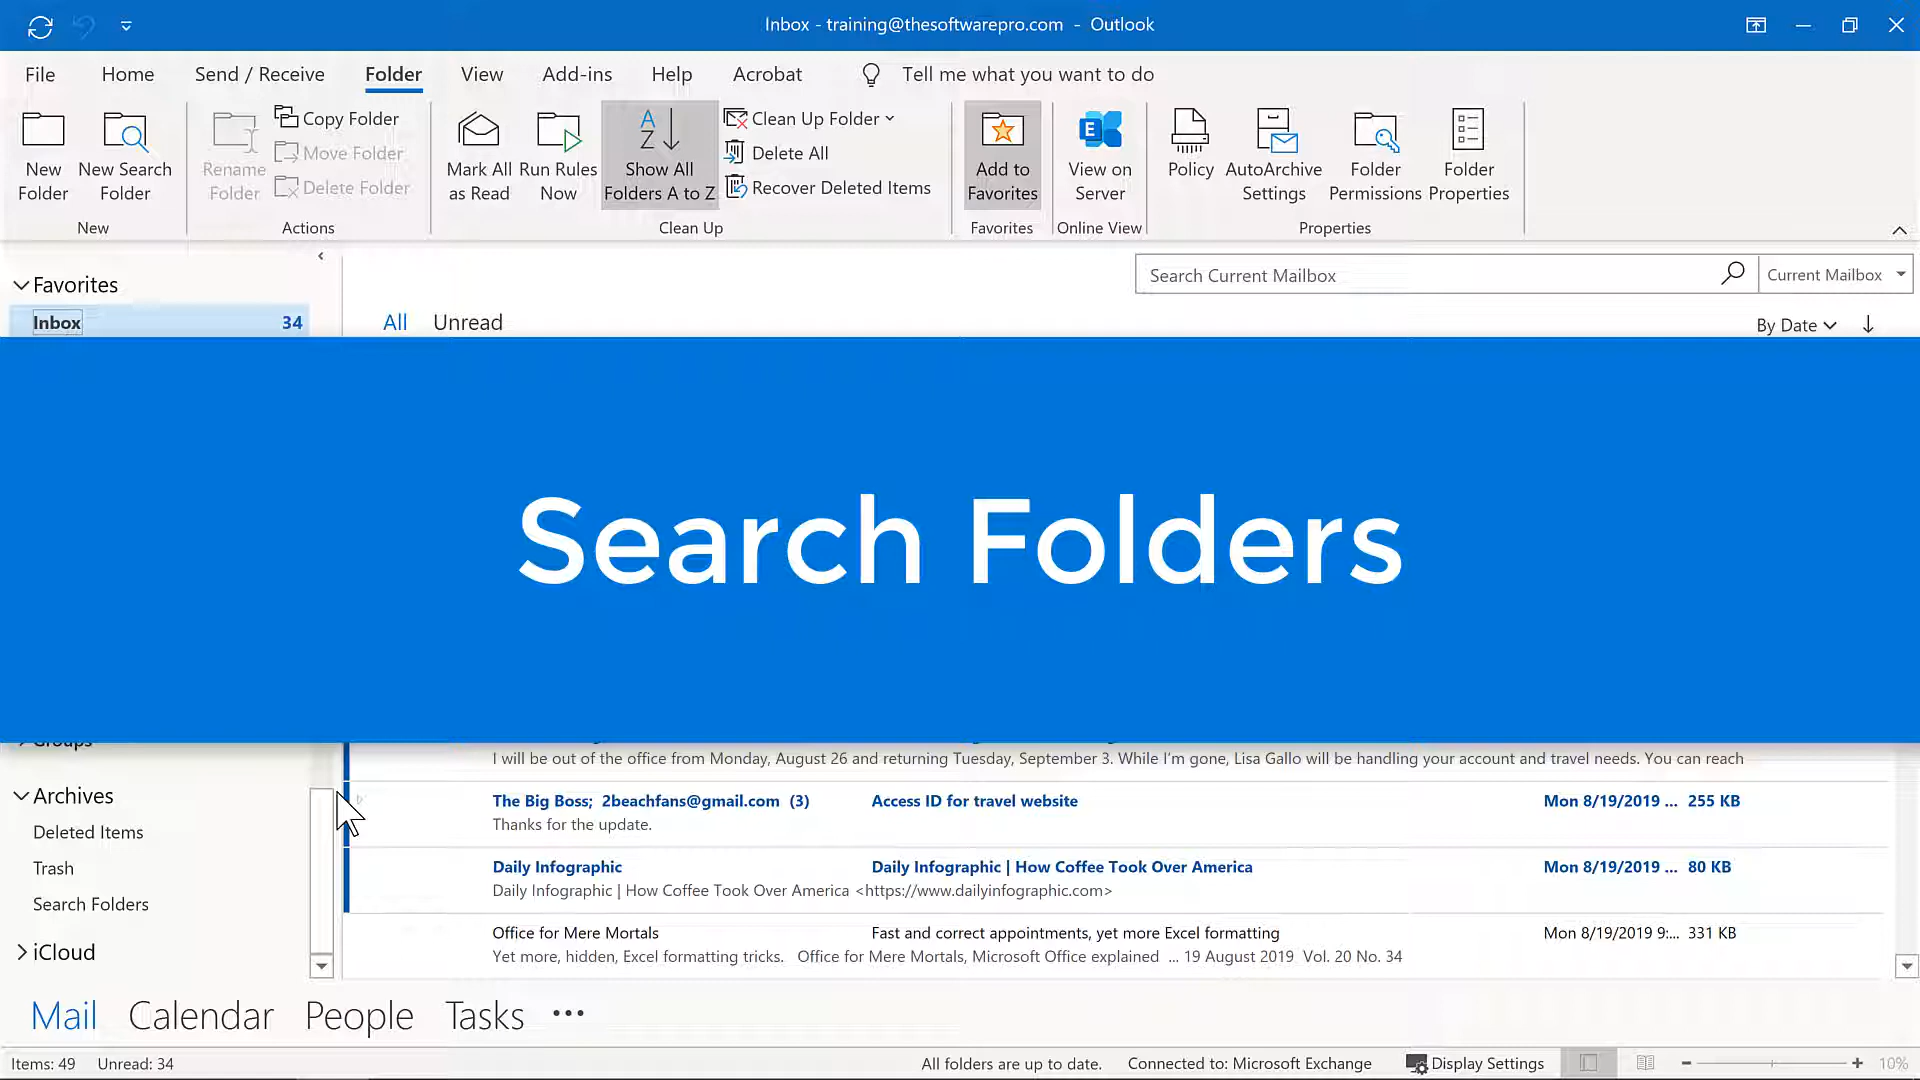 Inbox - training@thesoftwarepro.com - Outlook
File Home Send / Receive Folder View Add-ins Help Acrobat Tell me what you want to do
New Folder
New Search Folder
New
Rename Folder
Copy Folder
Move Folder
Delete Folder
Actions
Mark All as Read
Run Rules Now
Show All Folders A to Z
Clean Up Folder
Delete All
Recover Deleted Items
Clean Up
Add to Favorites
Favorites
View on Server
Online View
Policy
AutoArchive Settings
Folder Permissions
Folder Properties
Properties
Favorites
Inbox 34
Search Current Mailbox Current Mailbox
All Unread By Date
Search Folders
Groups
I will be out of the office from Monday, August 26 and returning Tuesday, September 3. While I'm gone, Lisa Gallo will be handling your account and travel needs. You can reach
Archives
Deleted Items
Trash
Search Folders
iCloud
The Big Boss; 2beachfans@gmail.com (3) Access ID for travel website Mon 8/19/2019 ... 255 KB
Thanks for the update.
Daily Infographic Daily Infographic | How Coffee Took Over America Mon 8/19/2019 ... 80 KB
Daily Infographic | How Coffee Took Over America <https://www.dailyinfographic.com>
Office for Mere Mortals Fast and correct appointments, yet more Excel formatting Mon 8/19/2019 9:... 331 KB
Yet more, hidden, Excel formatting tricks. Office for Mere Mortals, Microsoft Office explained ... 19 August 2019 Vol. 20 No. 34
Mail Calendar People Tasks •••
Items: 49 Unread: 34 All folders are up to date. Connected to: Microsoft Exchange Display Settings 10%